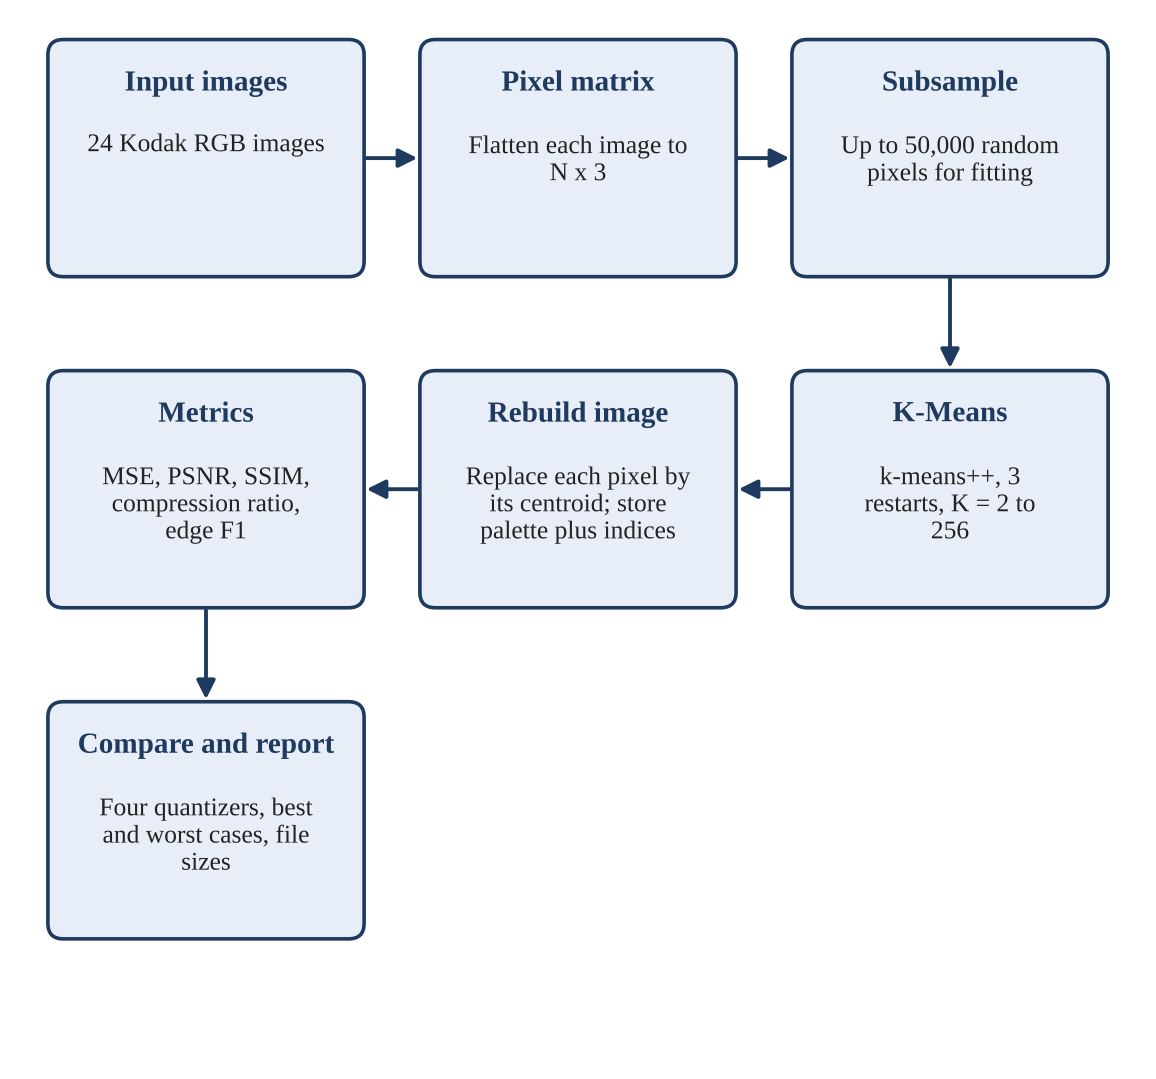 Input images
24 Kodak RGB images
Pixel matrix
Flatten each image to
N x 3
Subsample
Up to 50,000 random
pixels for fitting
K-Means
k-means++, 3
restarts, K = 2 to
256
Rebuild image
Replace each pixel by
its centroid; store
palette plus indices
Metrics
MSE, PSNR, SSIM,
compression ratio,
edge F1
Compare and report
Four quantizers, best
and worst cases, file
sizes